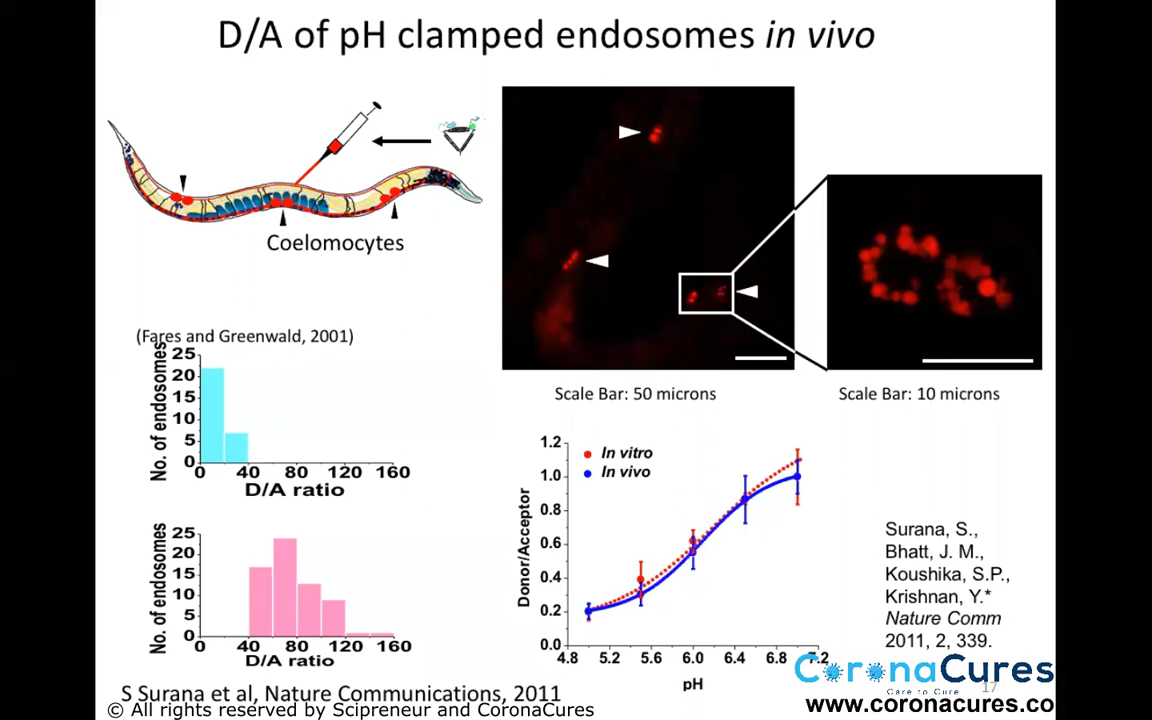 D/A of pH clamped endosomes in vivo
Coelomocytes
(Fares and Greenwald, 2001)
No. of endosomes
25
20
15
10
5
0
0 40 80 120 160
D/A ratio
No. of endosomes
25
20
15
10
5
0
0 40 80 120 160
D/A ratio
Scale Bar: 50 microns
Scale Bar: 10 microns
Donor/Acceptor
1.2
1.0
0.8
0.6
0.4
0.2
0.0
In vitro
In vivo
4.8 5.2 5.6 6.0 6.4 6.8 7.2
pH
Surana, S.,
Bhatt, J. M.,
Koushika, S.P.,
Krishnan, Y.*
Nature Comm
2011, 2, 339.
CoronaCures
Care to Cure
17
www.coronacures.co
S Surana et al, Nature Communications, 2011
© All rights reserved by Scipreneur and CoronaCures